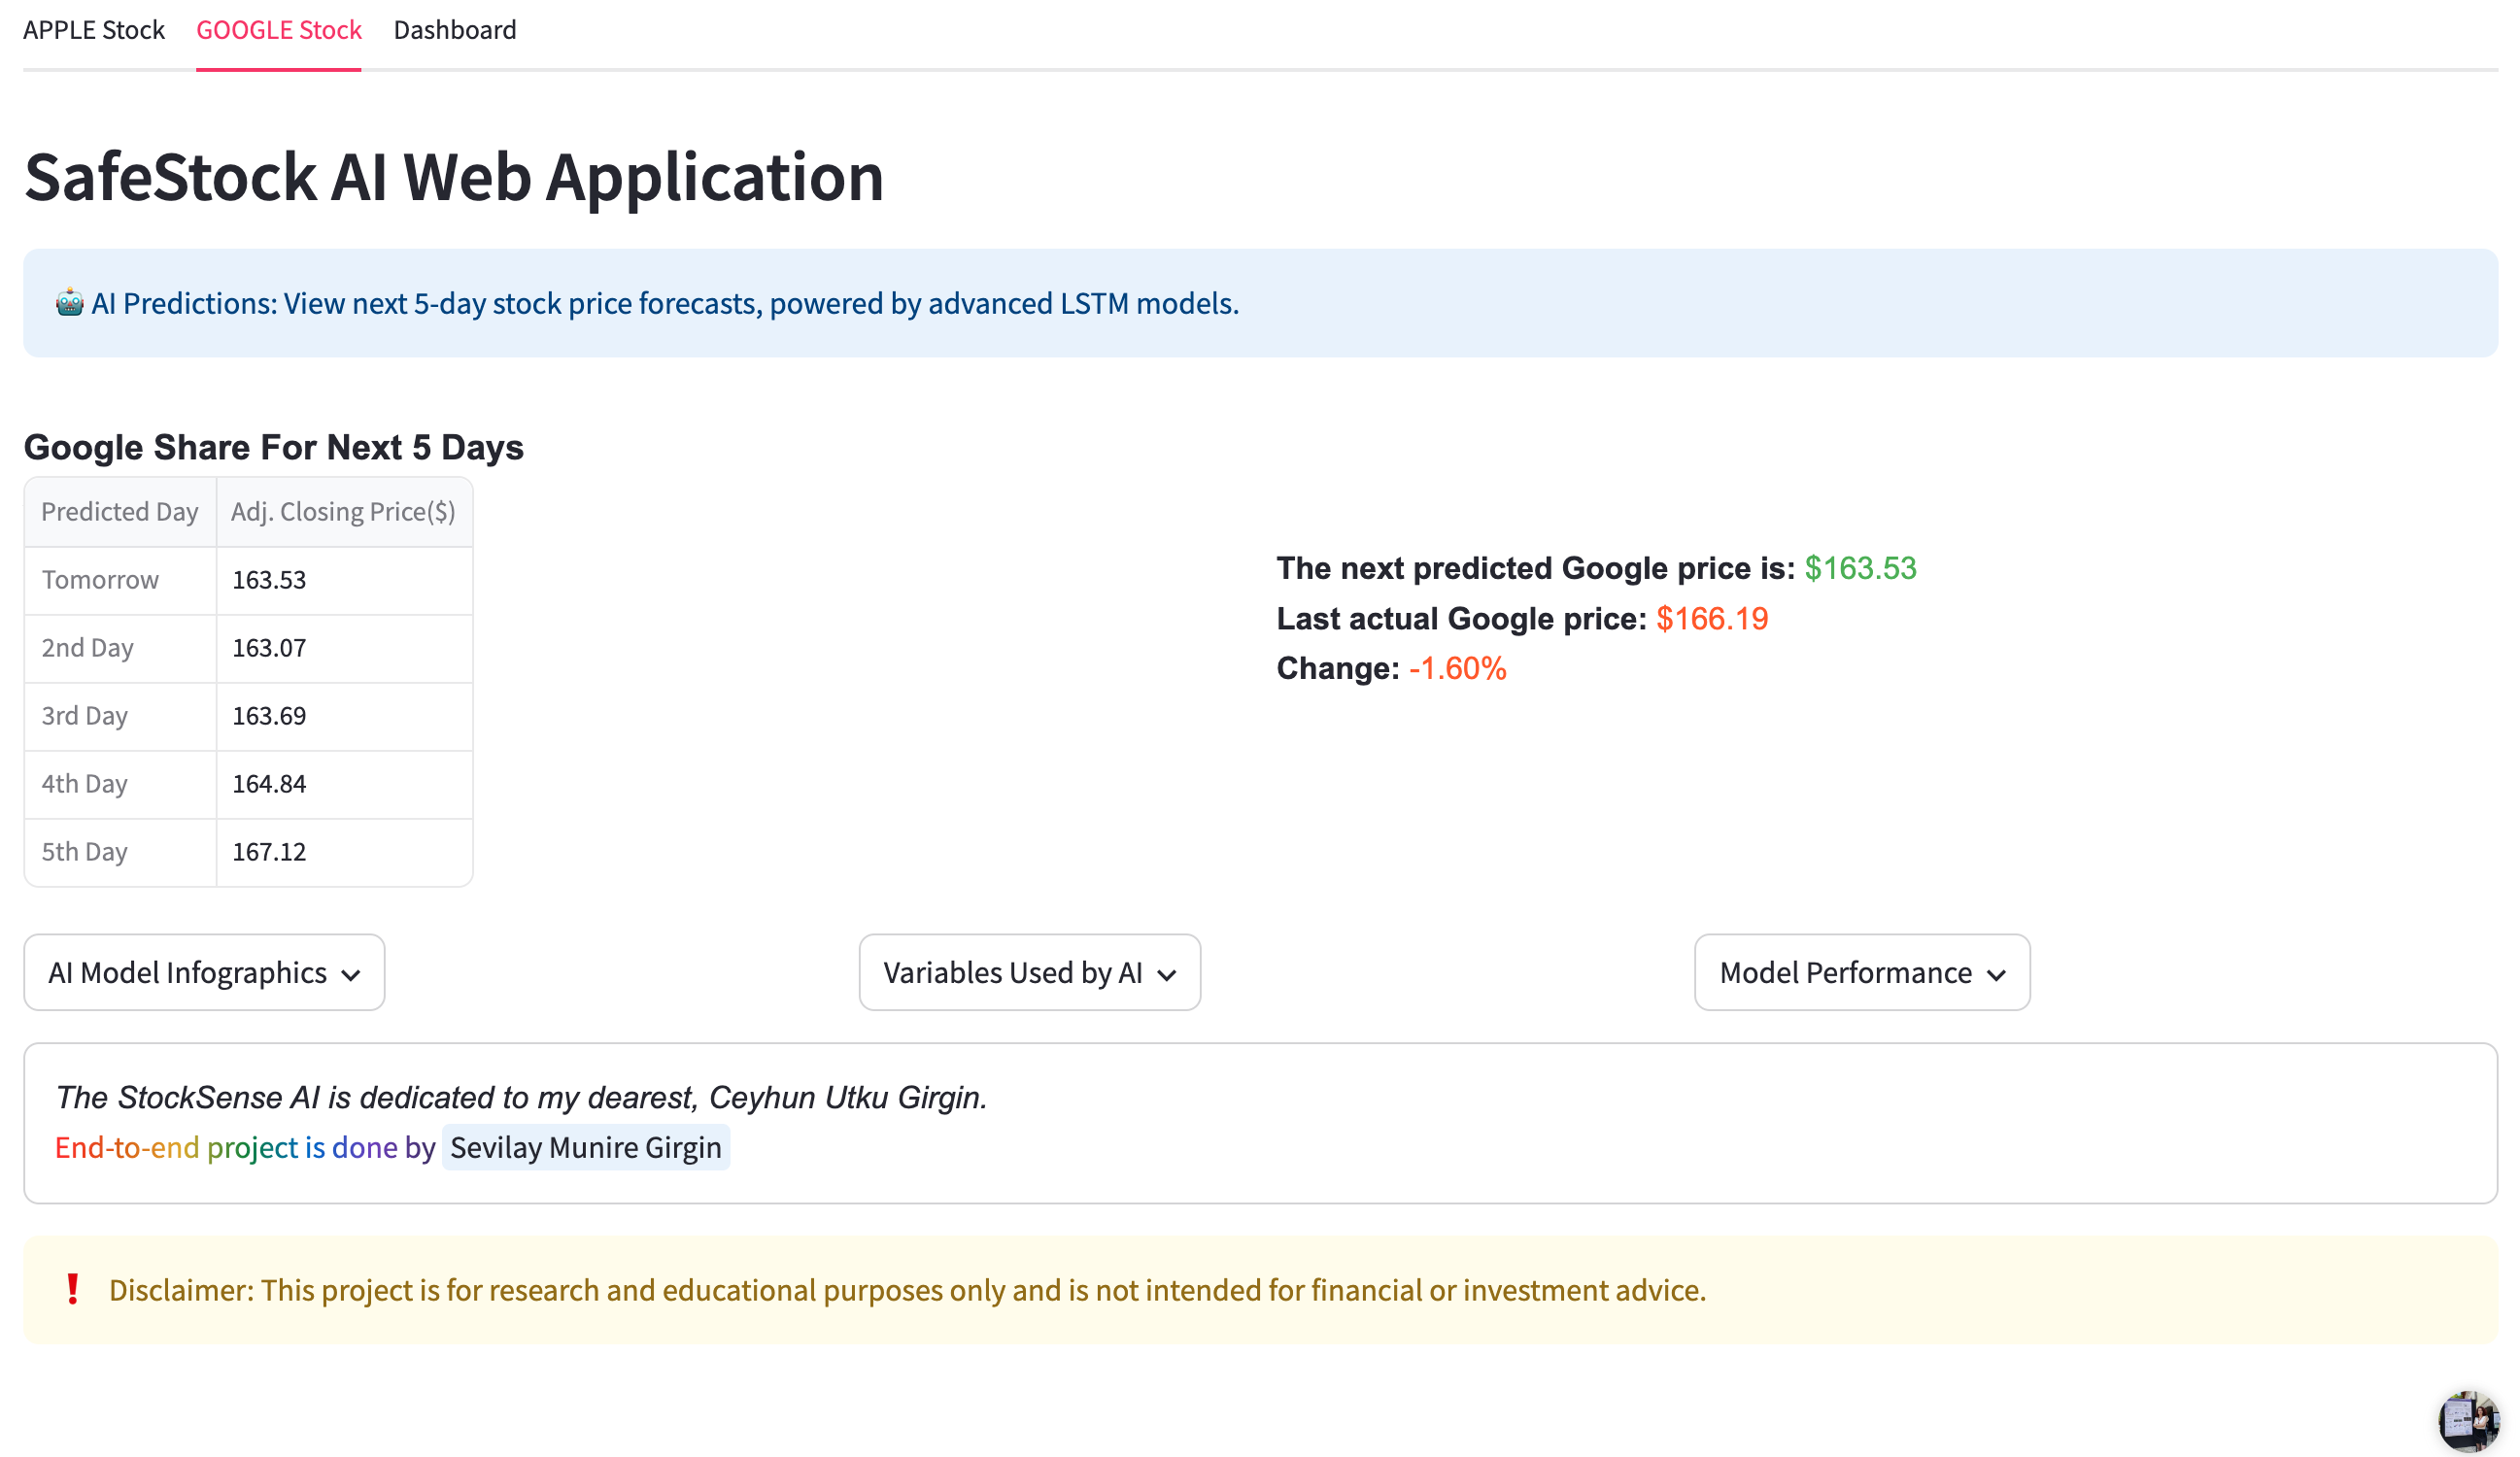 APPLE Stock GOOGLE Stock Dashboard
SafeStock AI Web Application
🤖 AI Predictions: View next 5-day stock price forecasts, powered by advanced LSTM models.
Google Share For Next 5 Days
Predicted Day Adj. Closing Price($)
Tomorrow 163.53
2nd Day 163.07
3rd Day 163.69
4th Day 164.84
5th Day 167.12
The next predicted Google price is: $163.53
Last actual Google price: $166.19
Change: -1.60%
AI Model Infographics
Variables Used by AI
Model Performance
The StockSense AI is dedicated to my dearest, Ceyhun Utku Girgin.
End-to-end project is done by Sevilay Munire Girgin
❗ Disclaimer: This project is for research and educational purposes only and is not intended for financial or investment advice.